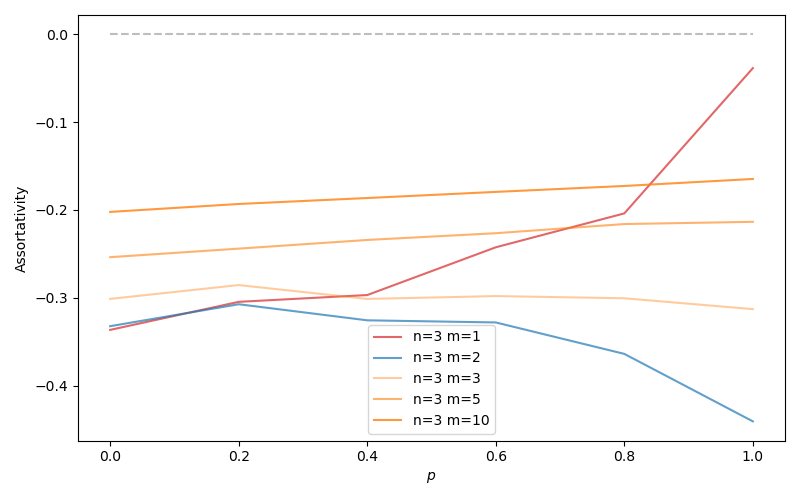 0.0
−0.1
−0.2
−0.3
−0.4
Assortativity
n=3 m=1
n=3 m=2
n=3 m=3
n=3 m=5
n=3 m=10
0.0 0.2 0.4 0.6 0.8 1.0
p